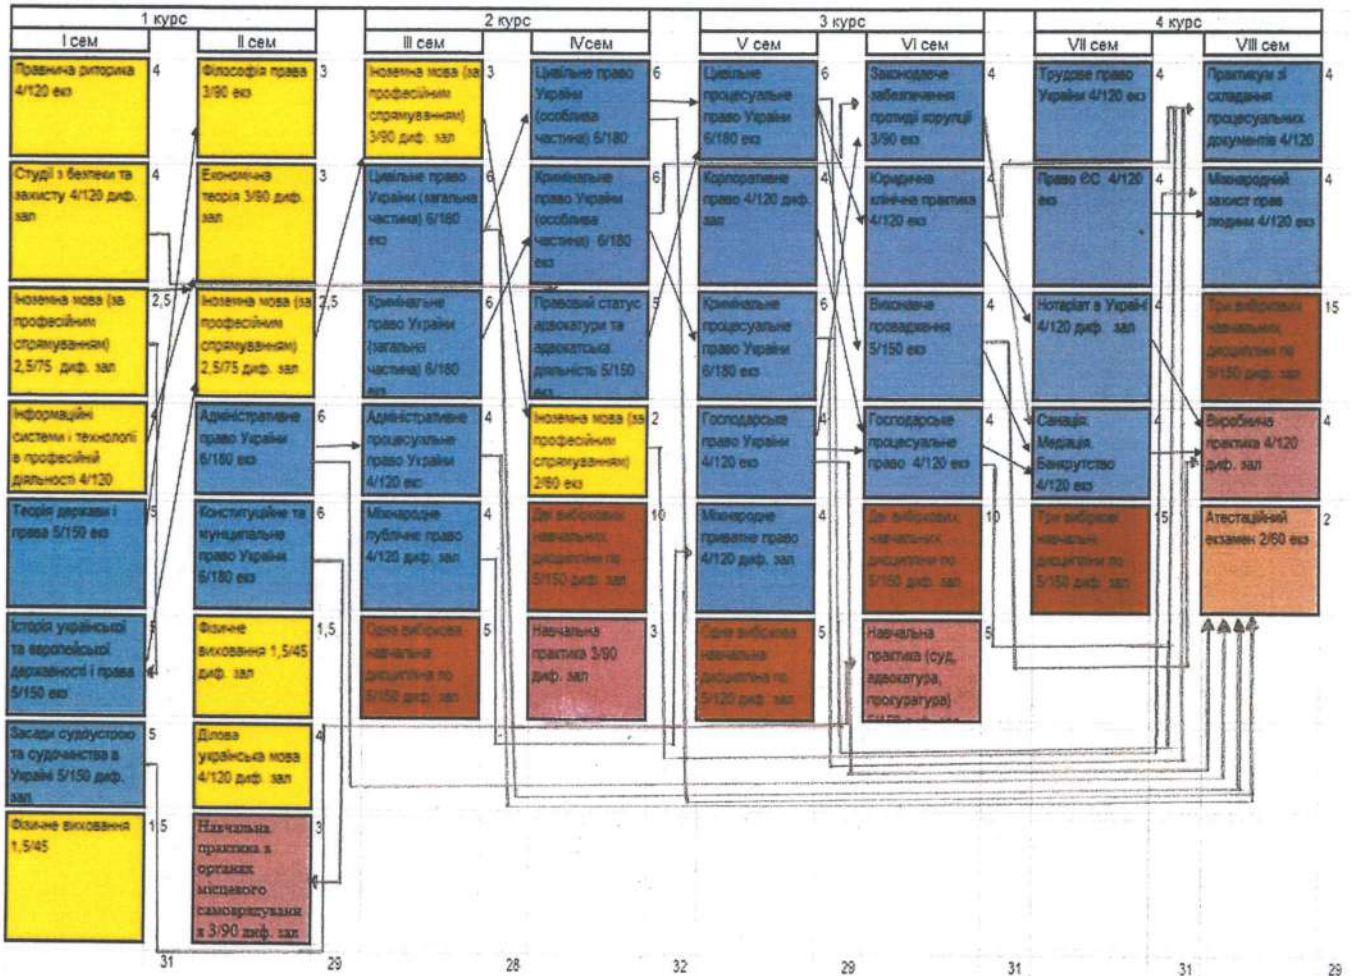 1 курс
2 курс
3 курс
4 курс
I сем
II сем
III сем
IVсем
V сем
VI сем
VII сем
VIII сем
Правнича риторика
4/120 екз
4
Студії з безпеки та
захисту 4/120 диф.
зал
4
Іноземна мова (за
професійним
спрямуванням)
2,5/75 диф. зал
2,5
Інформаційні
системи і технології
в професійній
діяльності 4/120
4
Теорія держави і
права 5/150 екз
5
Історія української
та європейської
державності і права
5/150 екз
Засади судоустрою
та судочинства в
Україні 5/150 диф.
зал
5
Фізичне виховання
1,5/45
1,5
31
Філософія права
3/90 екз
3
Економічна
теорія 3/90 диф.
зал
3
Іноземна мова (за
професійним
спрямуванням)
2,5/75 диф. зал
2,5
Адміністративне
право України
6/180 екз
6
Конституційне та
муніципальне
право України
6/180 екз
6
Фізичне
виховання 1,5/45
диф. зал
1,5
Ділова
українська мова
4/120 диф. зал
4
Навчальна
практика в
органах
місцевого
самоврядуванн
я 3/90 диф. зал
3
29
Іноземна мова (за
професійним
спрямуванням)
3/90 диф. зал
3
Цивільне право
України (загальна
частина) 6/180
екз
6
Кримінальне
право України
(загальна
частина) 6/180
екз
6
Адміністративне
процесуальне
право України
4/120 екз
4
Міжнародне
публічне право
4/120 диф. зал
4
Одна вибіркова
навчальна
дисципліна по
5/150 диф. зал
5
28
Цивільне право
України
(особлива
частина) 6/180
6
Кримінальне
право України
(особлива
частина) 6/180
екз
6
Правовий статус
адвокатури та
адвокатська
діяльність 5/150
екз
5
Іноземна мова (за
професійним
спрямуванням)
2/60 екз
2
Дві вибіркових
навчальних
дисципліни по
5/150 диф. зал
10
Навчальна
практика 3/90
диф. зал
3
32
Цивільне
процесуальне
право України
6/180 екз
6
Корпоративне
право 4/120 диф.
зал
4
Кримінальне
процесуальне
право України
6/180 екз
6
Господарське
право України
4/120 екз
4
Міжнародне
приватне право
4/120 диф. зал
4
Одна вибіркова
навчальна
дисципліна по
5/120 диф. зал
5
29
Законодавче
забезпечення
протидії корупції
3/90 екз
4
Юридична
клінічна практика
4/120 екз
4
Виконавче
провадження
5/150 екз
4
Господарське
процесуальне
право 4/120 екз
4
Дві вибіркових
навчальних
дисципліни по
5/150 диф. зал
10
Навчальна
практика (суд,
адвокатура,
прокуратура)
5
31
Трудове право
України 4/120 екз
4
Право ЄС 4/120
екз
4
Нотаріат в Україні
4/120 диф. зал
4
Санація.
Медіація.
Банкрутство
4/120 екз
4
Три вибіркові
навчальні
дисципліни по
5/150 диф. зал
15
31
Практикум зі
складання
процесуальних
документів 4/120
4
Міжнародний
захист прав
людини 4/120 екз
4
Три вибіркових
навчальних
дисципліни по
5/150 диф. зал
15
Виробнича
практика 4/120
диф. зал
4
Атестаційний
екзамен 2/60 екз
2
29